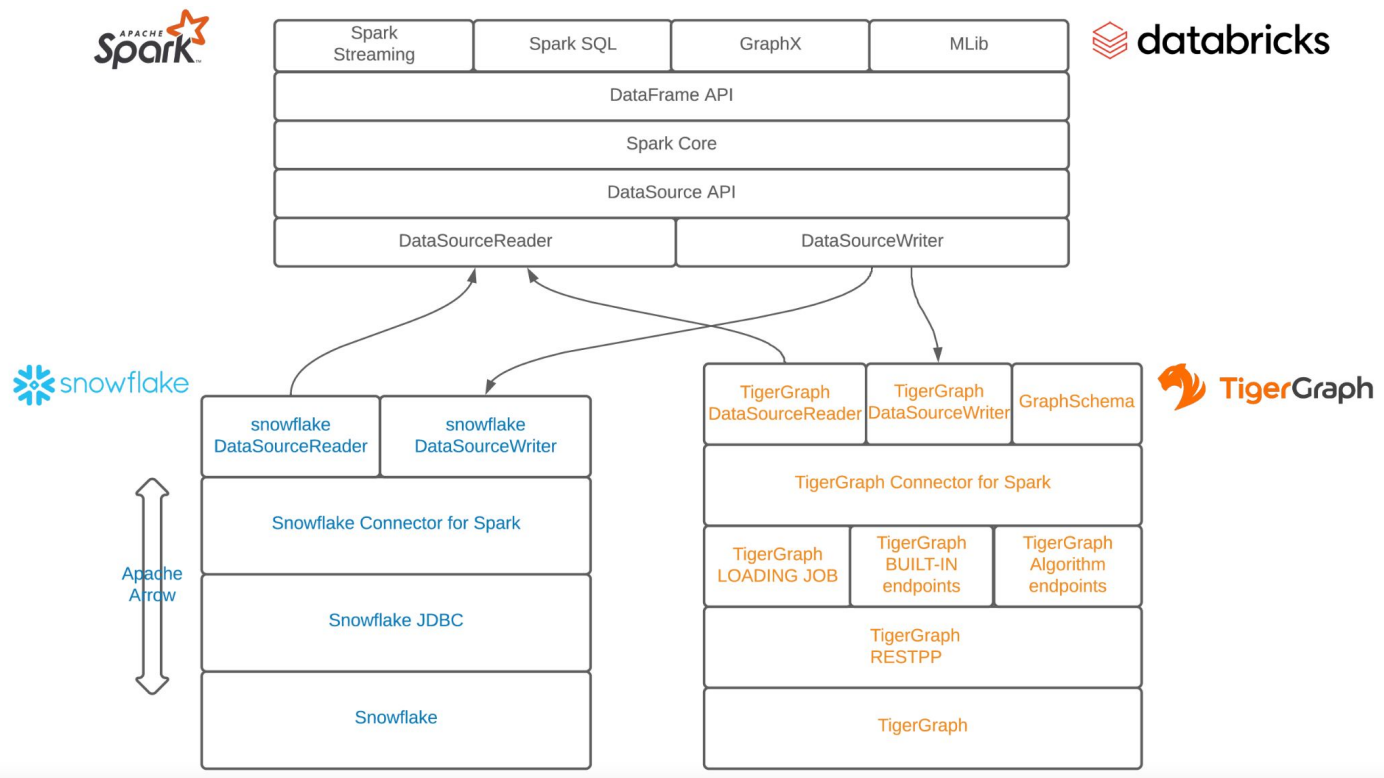 APACHE
Spark™
Spark
Streaming
Spark SQL
GraphX
MLib
databricks
DataFrame API
Spark Core
DataSource API
DataSourceReader
DataSourceWriter
snowflake
snowflake
DataSourceReader
snowflake
DataSourceWriter
Snowflake Connector for Spark
Apache
Arrow
Snowflake JDBC
Snowflake
TigerGraph
DataSourceReader
TigerGraph
DataSourceWriter
GraphSchema
TigerGraph
TigerGraph Connector for Spark
TigerGraph
LOADING JOB
TigerGraph
BUILT-IN
endpoints
TigerGraph
Algorithm
endpoints
TigerGraph
RESTPP
TigerGraph